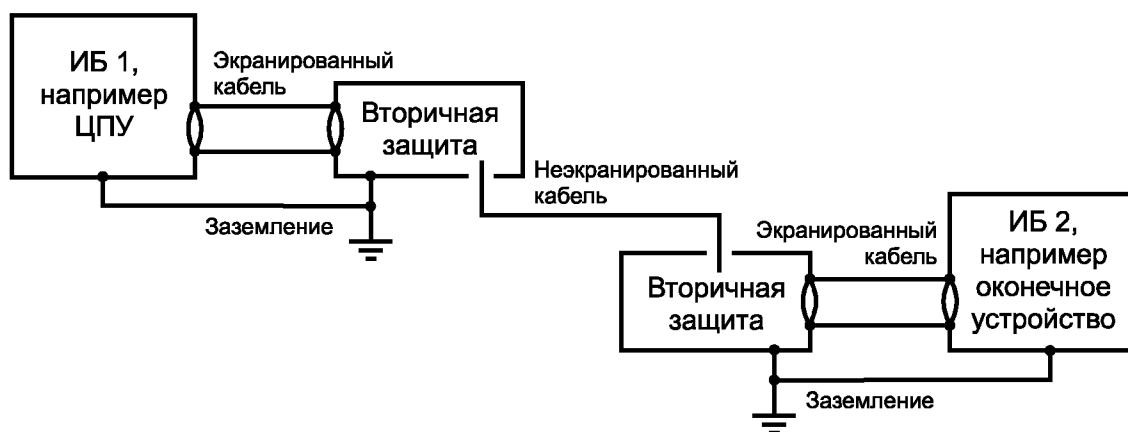 ИБ 1,
например
ЦПУ
Экранированный
кабель
Вторичная
защита
Заземление
Неэкранированный
кабель
Вторичная
защита
Экранированный
кабель
ИБ 2,
например
оконечное
устройство
Заземление